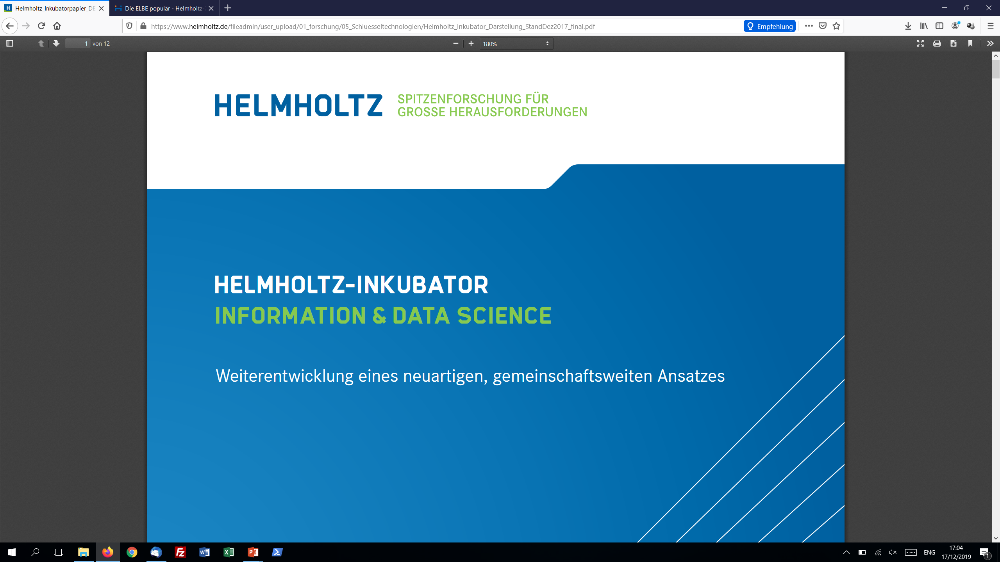 Helmholtz_Inkubatorpapier_DE
Die ELBE populär - Helmholtz-
https://www.helmholtz.de/fileadmin/user_upload/01_forschung/05_Schluesseltechnologien/Helmholtz_Inkubator_Darstellung_StandDez2017_final.pdf
Empfehlung
1 von 12
180%
HELMHOLTZ
SPITZENFORSCHUNG FÜR
GROSSE HERAUSFORDERUNGEN
HELMHOLTZ-INKUBATOR
INFORMATION & DATA SCIENCE
Weiterentwicklung eines neuartigen, gemeinschaftsweiten Ansatzes
ENG
17:04
17/12/2019
1